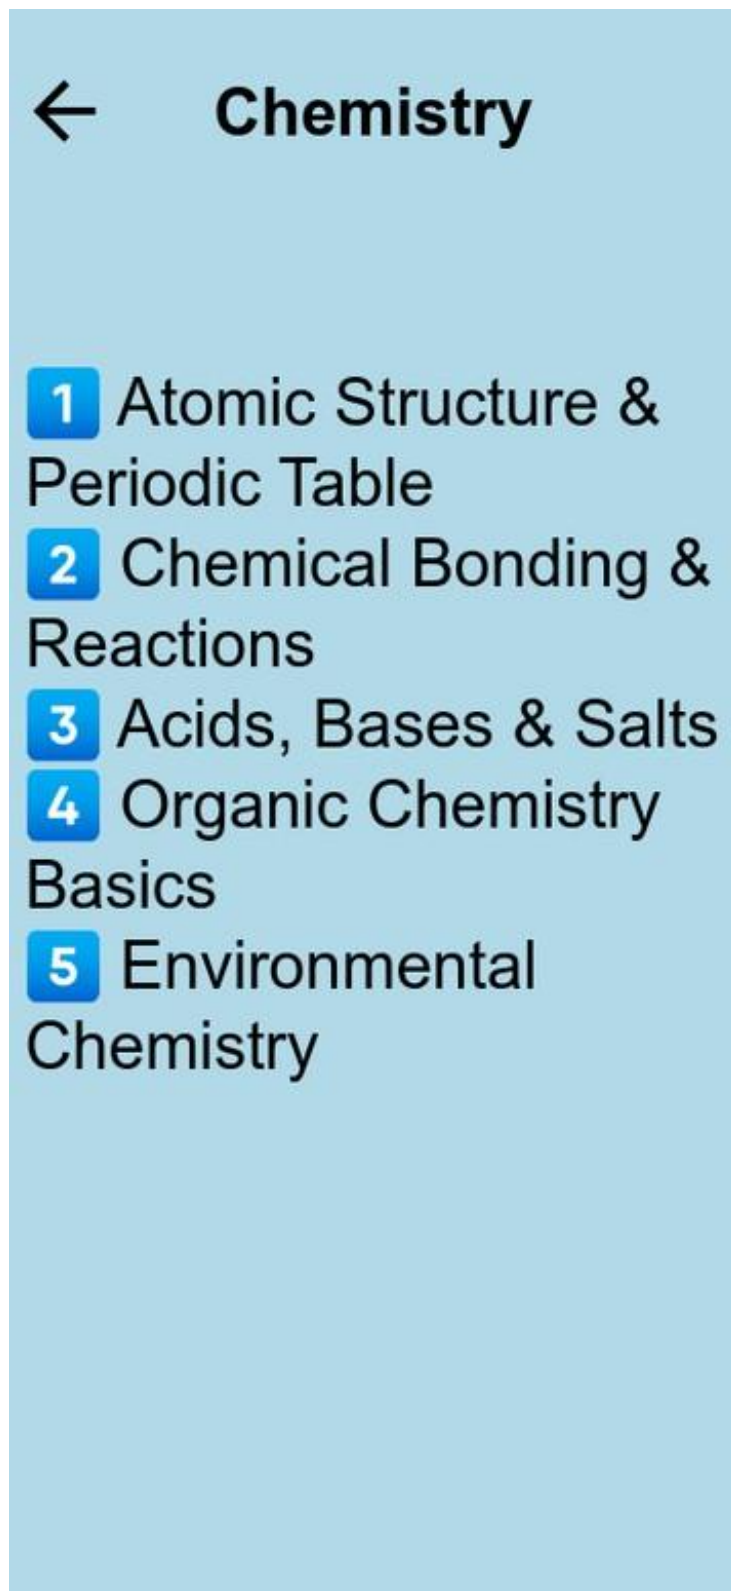 ← Chemistry
1️⃣ Atomic Structure &
Periodic Table
2️⃣ Chemical Bonding &
Reactions
3️⃣ Acids, Bases & Salts
4️⃣ Organic Chemistry
Basics
5️⃣ Environmental
Chemistry